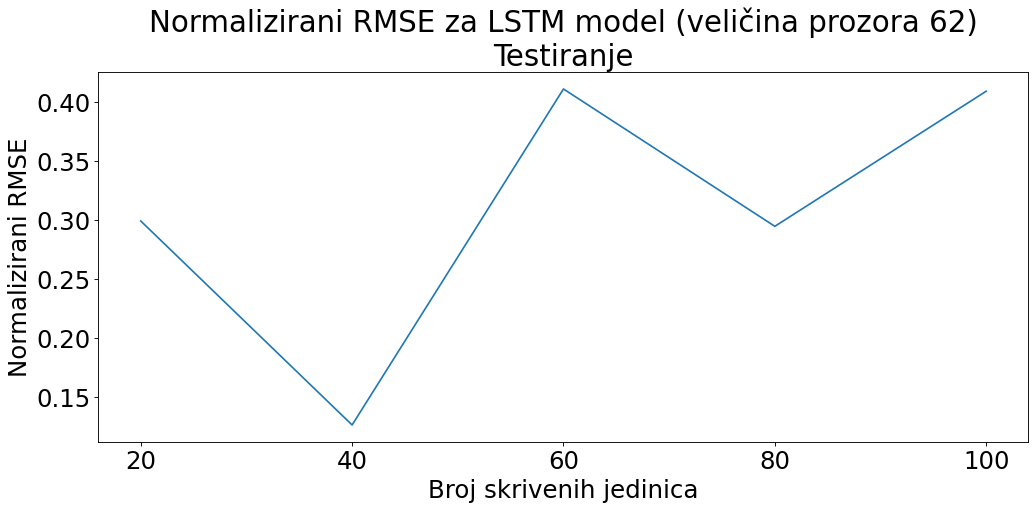 Normalizirani RMSE za LSTM model (veličina prozora 62)
Testiranje
Normalizirani RMSE
0.40
0.35
0.30
0.25
0.20
0.15
20 40 60 80 100
Broj skrivenih jedinica